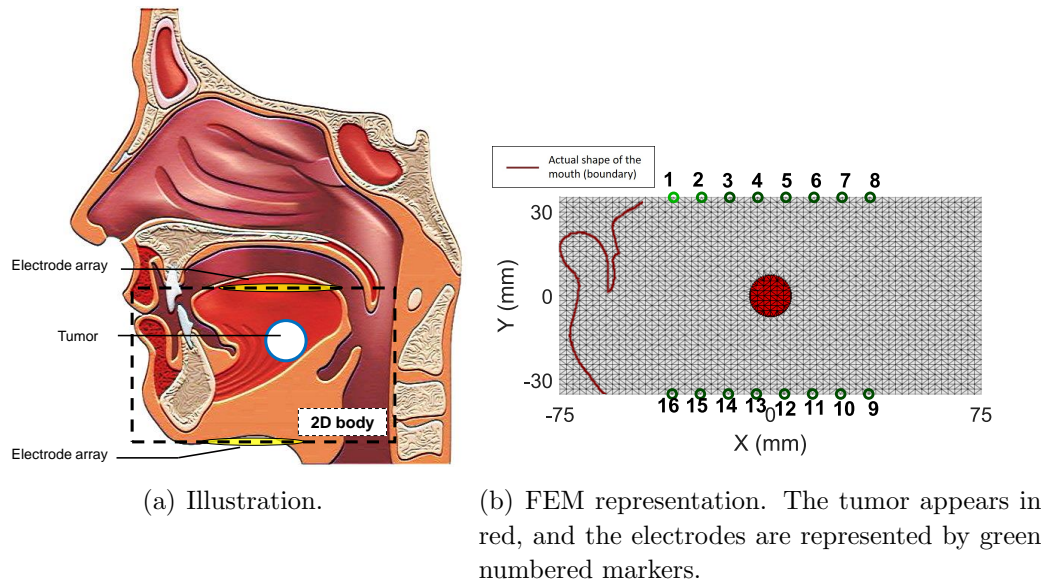 Electrode array
Tumor
2D body
Electrode array
(a) Illustration.
Actual shape of the
mouth (boundary)
1 2 3 4 5 6 7 8
30
0
-30
Y (mm)
16 15 14 13 12 11 10 9
-75 0 75
X (mm)
(b) FEM representation. The tumor appears in
red, and the electrodes are represented by green
numbered markers.